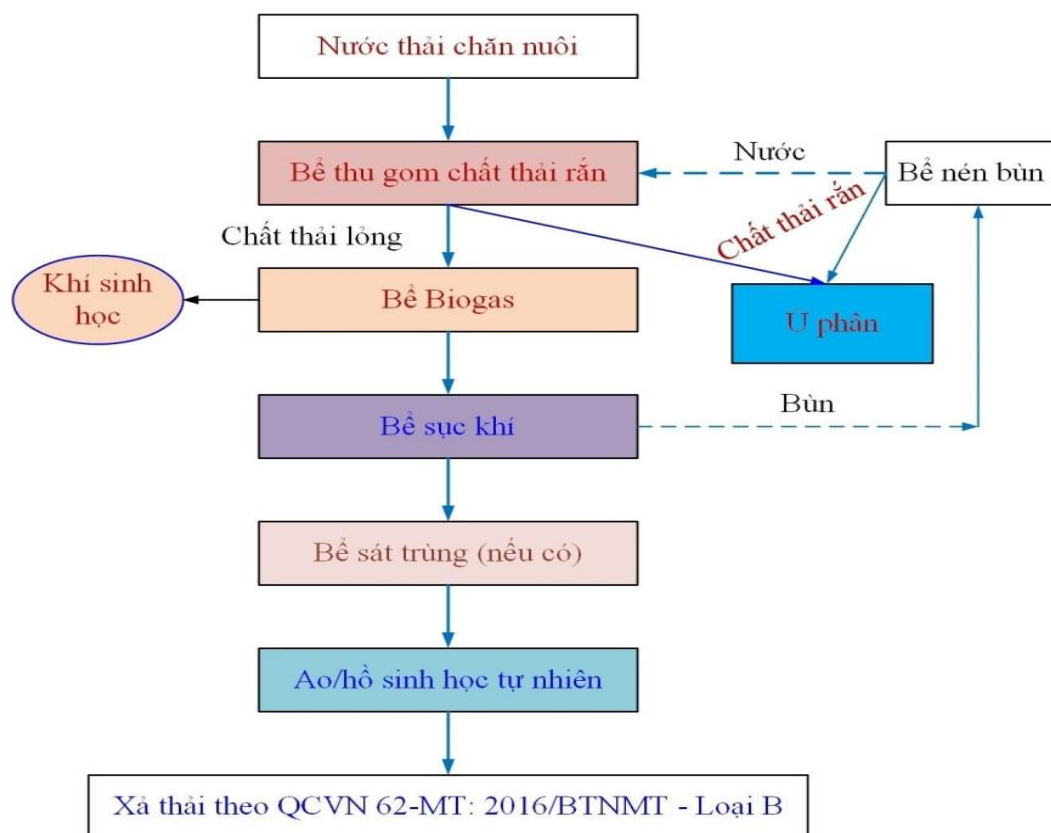 Nước thải chăn nuôi
Bể thu gom chất thải rắn
Nước
Bể nén bùn
Chất thải rắn
Chất thải lỏng
Khí sinh
học
Bể Biogas
Ủ phân
Bể sục khí
Bùn
Bể sát trùng (nếu có)
Ao/hồ sinh học tự nhiên
Xả thải theo QCVN 62-MT: 2016/BTNMT - Loại B